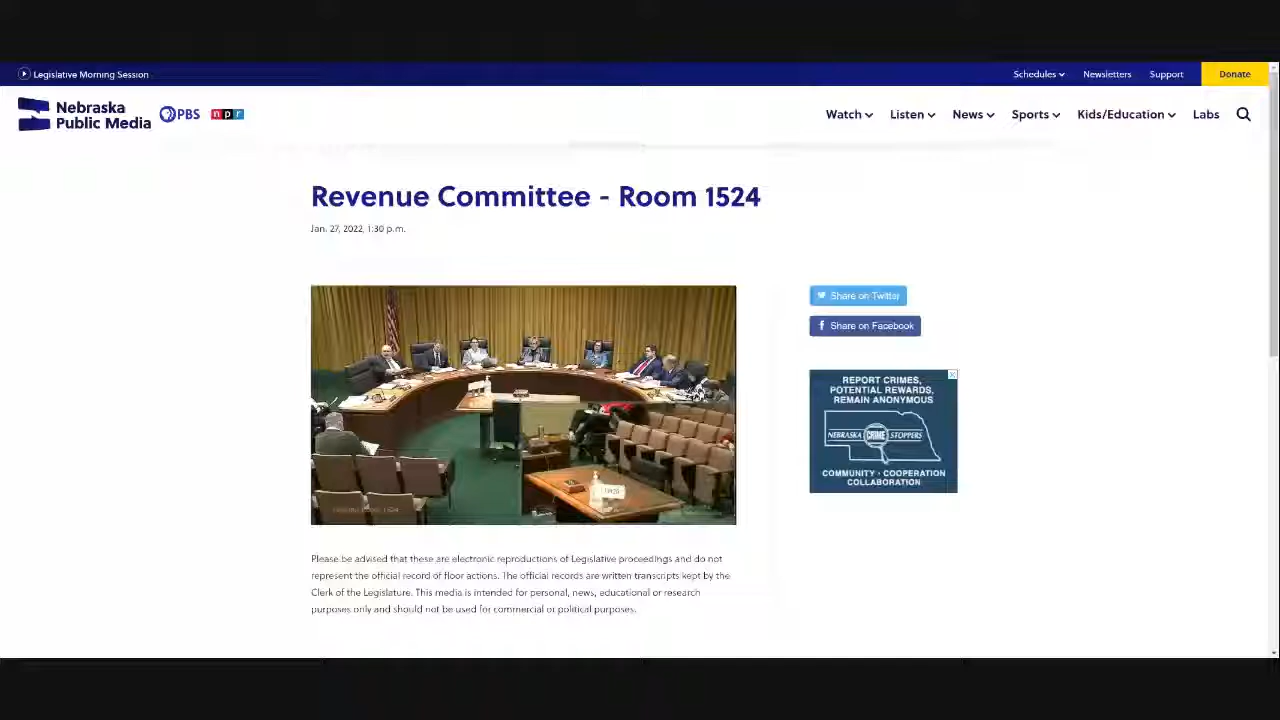 Legislative Morning Session
Schedules
Newsletters
Support
Donate
Nebraska
Public Media
PBS
npr
Watch
Listen
News
Sports
Kids/Education
Labs
Revenue Committee - Room 1524
Jan. 27, 2022, 1:30 p.m.
Share on Twitter
Share on Facebook
REPORT CRIMES,
POTENTIAL REWARDS,
REMAIN ANONYMOUS
NEBRASKA CRIME STOPPERS
COMMUNITY · COOPERATION
COLLABORATION
Please be advised that these are electronic reproductions of Legislative proceedings and do not
represent the official record of floor actions. The official records are written transcripts kept by the
Clerk of the Legislature. This media is intended for personal, news, educational or research
purposes only and should not be used for commercial or political purposes.